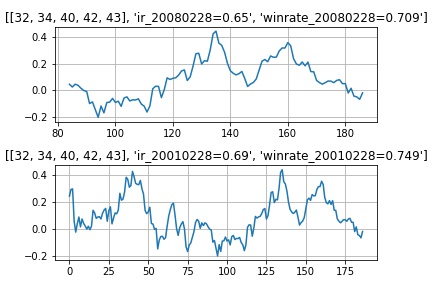 [[32, 34, 40, 42, 43], 'ir_20080228=0.65', 'winrate_20080228=0.709']
0.4
0.2
0.0
−0.2
80 100 120 140 160 180
[[32, 34, 40, 42, 43], 'ir_20010228=0.69', 'winrate_20010228=0.749']
0.4
0.2
0.0
−0.2
0 25 50 75 100 125 150 175